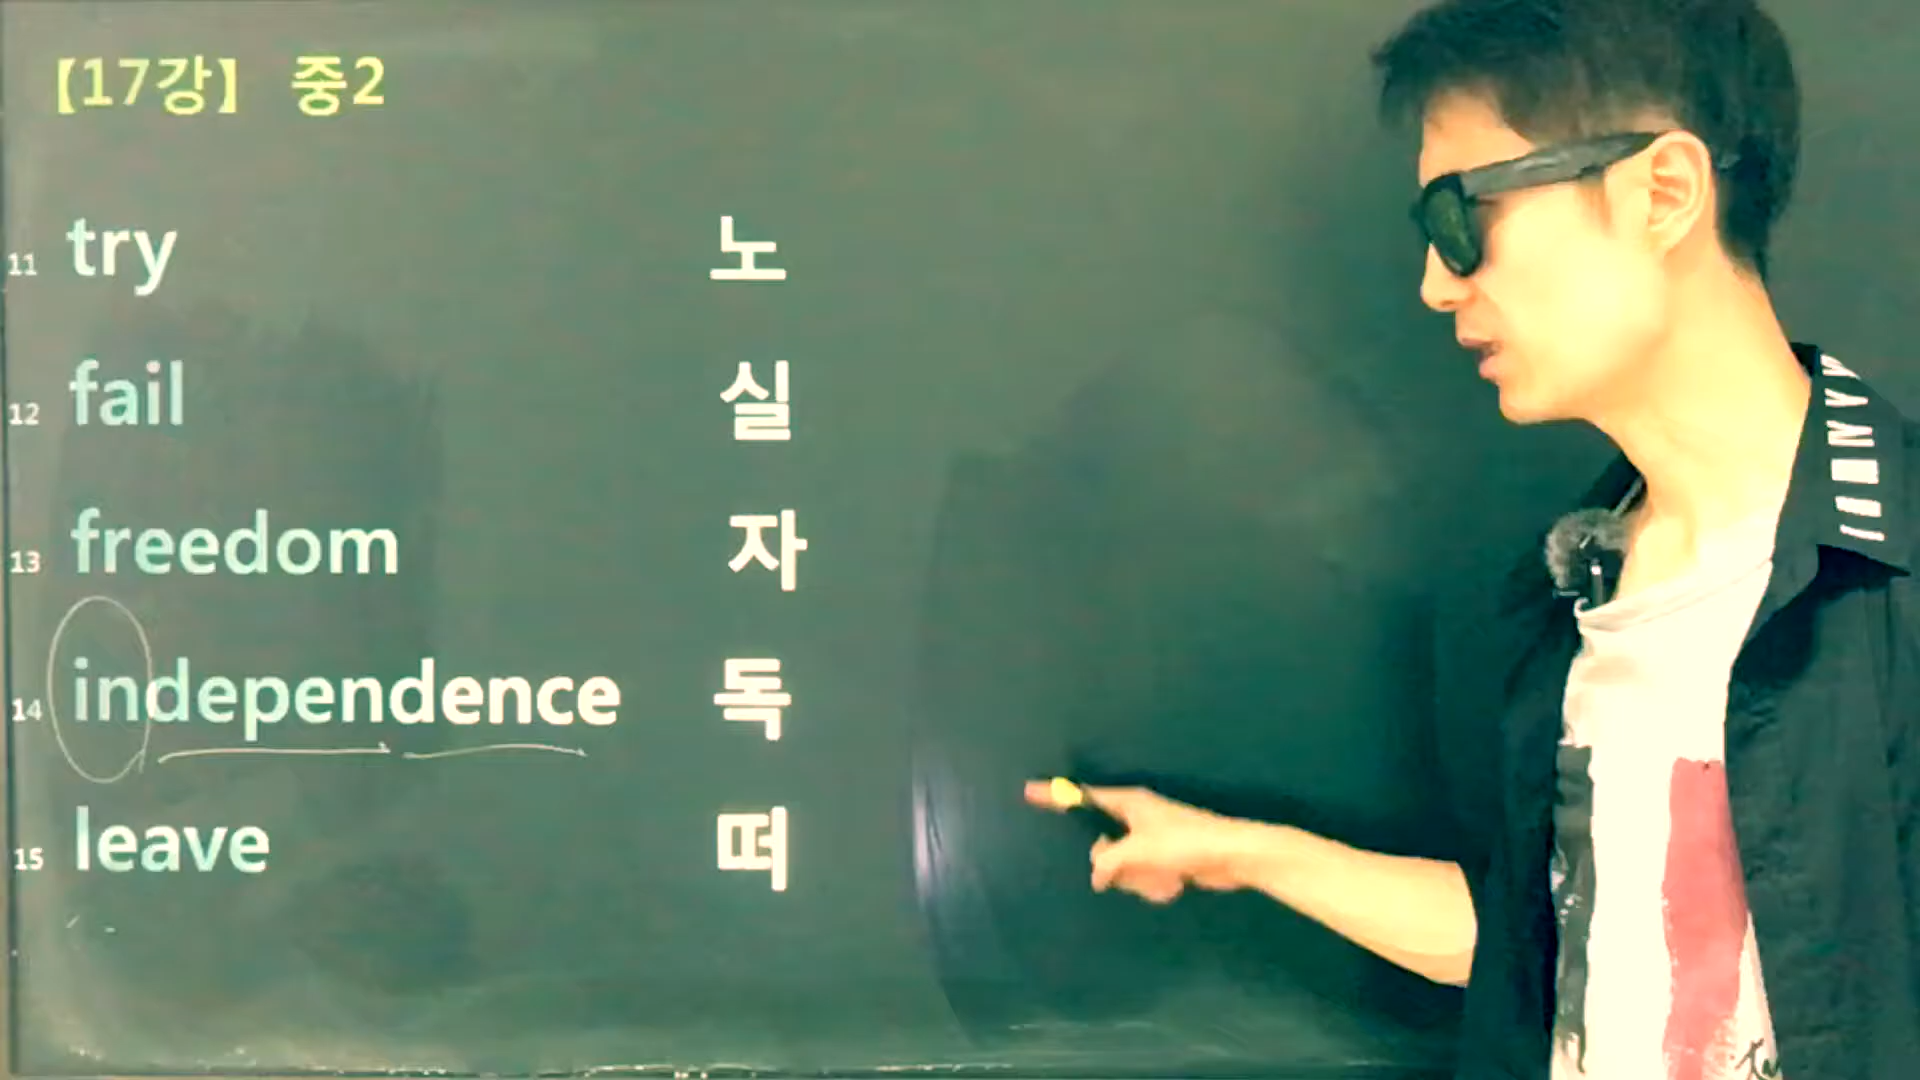 【17강】 중2
11 try 노
12 fail 실
13 freedom 자
14 independence 독
15 leave 떠